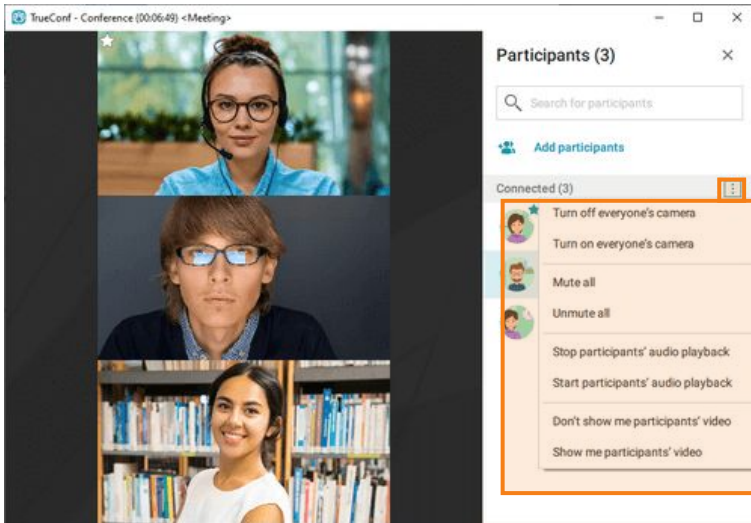 TrueConf - Conference (00:06:49) <Meeting>
Participants (3)
Search for participants
Add participants
Connected (3)
Turn off everyone's camera
Turn on everyone's camera
Mute all
Unmute all
Stop participants' audio playback
Start participants' audio playback
Don't show me participants' video
Show me participants' video